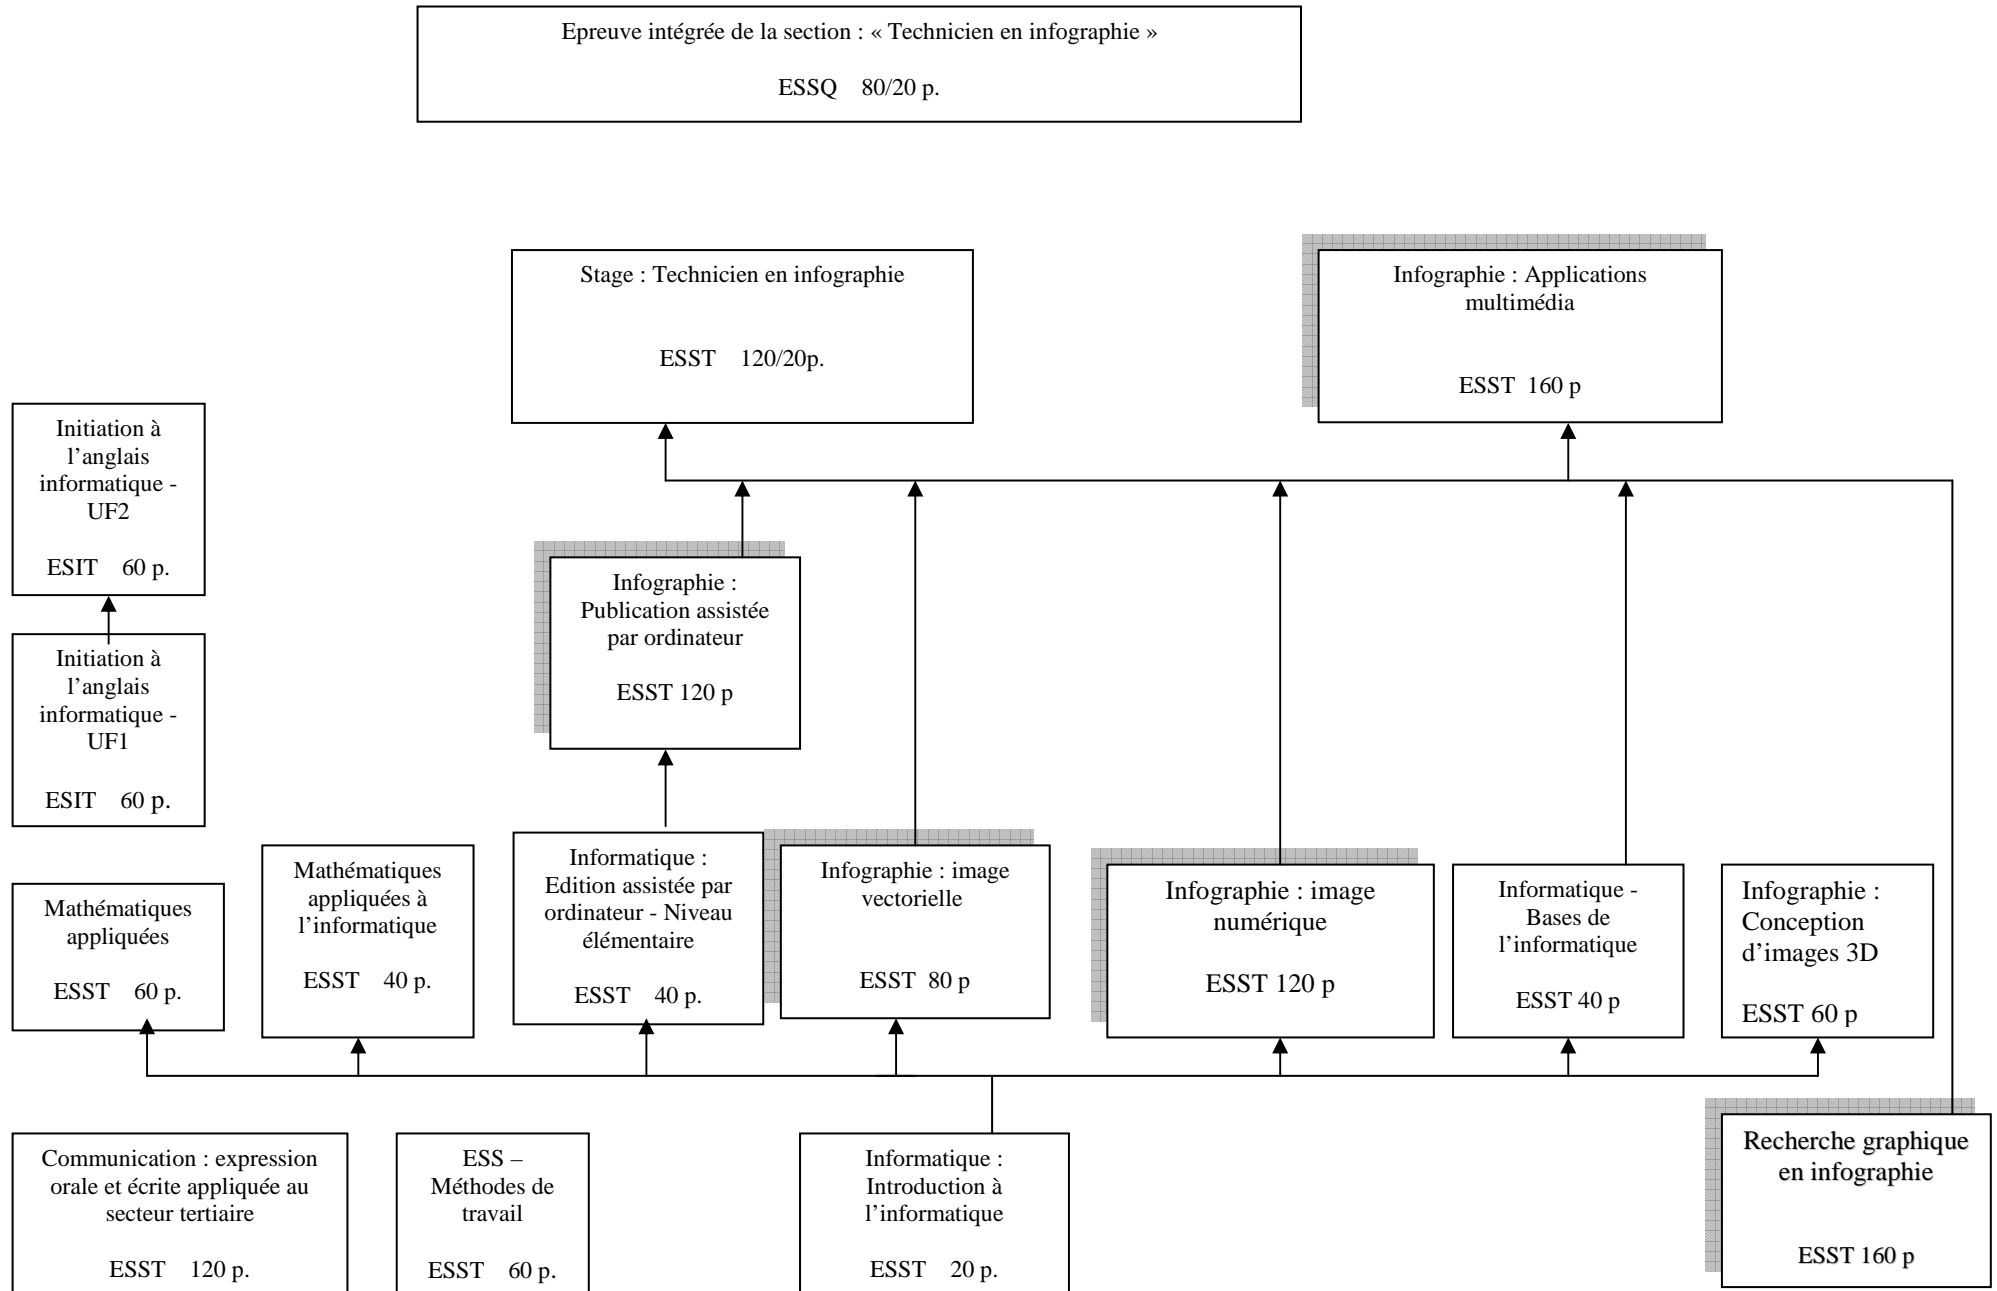 Epreuve intégrée de la section : « Technicien en infographie »
ESSQ 80/20 p.
Stage : Technicien en infographie
ESST 120/20p.
Infographie : Applications
multimédia
ESST 160 p
Initiation à
l’anglais
informatique -
UF2
ESIT 60 p.
Infographie :
Publication assistée
par ordinateur
ESST 120 p
Initiation à
l’anglais
informatique -
UF1
ESIT 60 p.
Mathématiques
appliquées
ESST 60 p.
Mathématiques
appliquées à
l’informatique
ESST 40 p.
Informatique :
Edition assistée par
ordinateur - Niveau
élémentaire
ESST 40 p.
Infographie : image
vectorielle
ESST 80 p
Infographie : image
numérique
ESST 120 p
Informatique -
Bases de
l’informatique
ESST 40 p
Infographie :
Conception
d’images 3D
ESST 60 p
Communication : expression
orale et écrite appliquée au
secteur tertiaire
ESST 120 p.
ESS –
Méthodes de
travail
ESST 60 p.
Informatique :
Introduction à
l’informatique
ESST 20 p.
Recherche graphique
en infographie
ESST 160 p